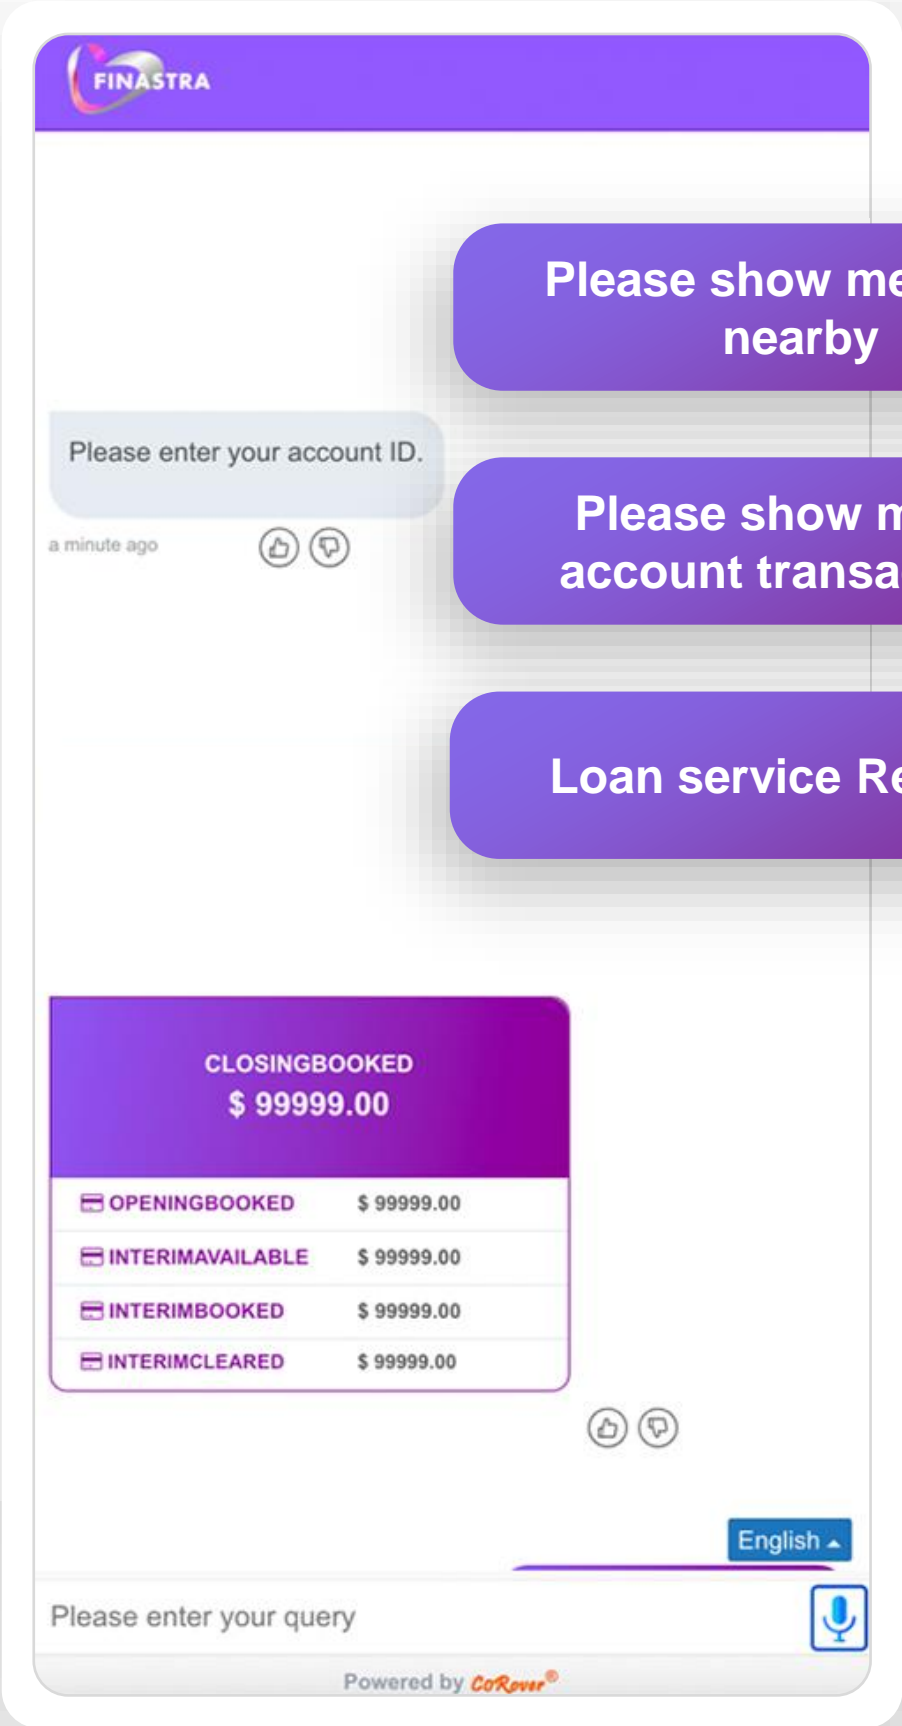 FINASTRA
Please show me
nearby
Please enter your account ID.
a minute ago
Please show
account
Loan service
CLOSINGBOOKED
$ 99999.00
OPENINGBOOKED $ 99999.00
INTERIMAVAILABLE $ 99999.00
INTERIMBOOKED $ 99999.00
INTERIMCLEARED $ 99999.00
English
Please enter your query
Powered by CoRover®